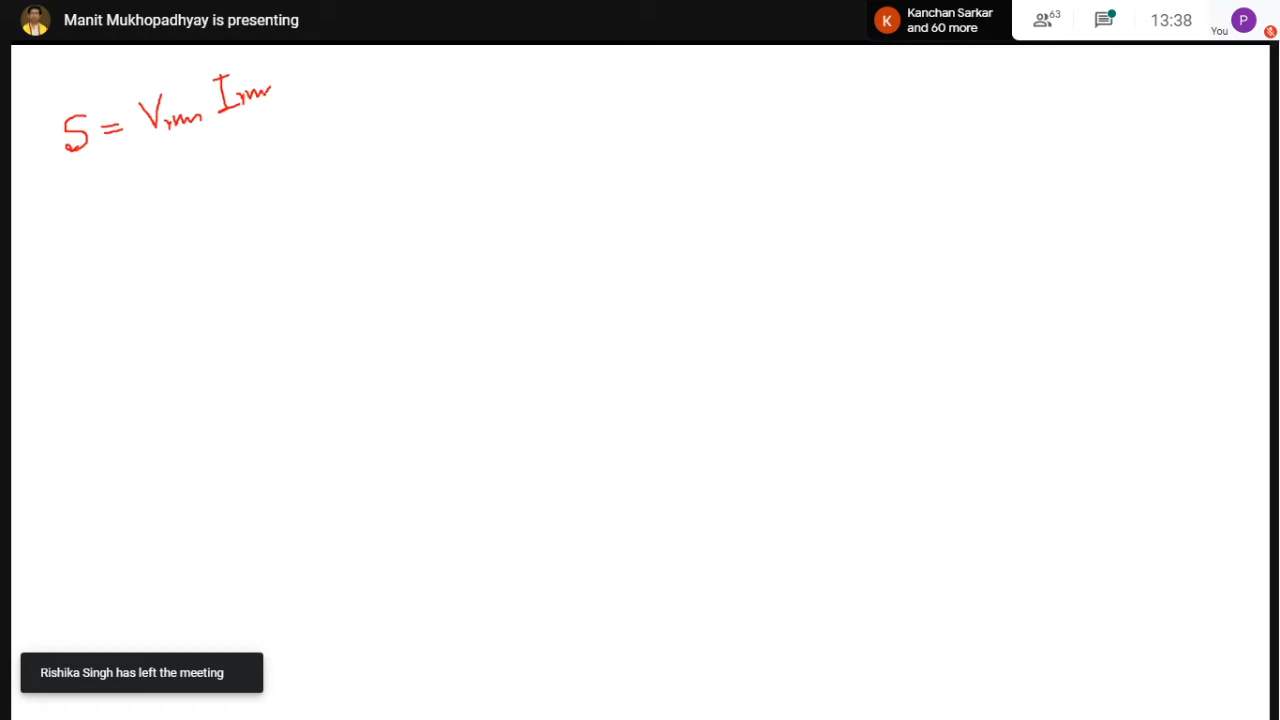 Manit Mukhopadhyay is presenting
K
Kanchan Sarkar
and 60 more
63
13:38
You
P
S = Vrms Irms
Rishika Singh has left the meeting